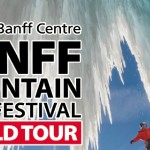 Banff Centre
NFF
NTAIN
FESTIVAL
LD TOUR